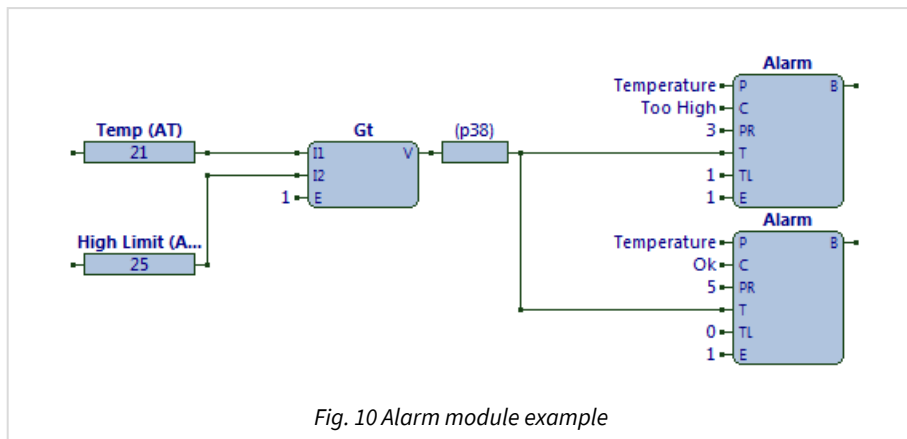 Alarm
Temperature P B
Too High C
Temp (AT) Gt (p38) 3 PR
21 I1 V T
I2 1 TL
1 E 1 E
Alarm
High Limit (A... Temperature P B
25 Ok C
5 PR
T
0 TL
1 E
Fig. 10 Alarm module example